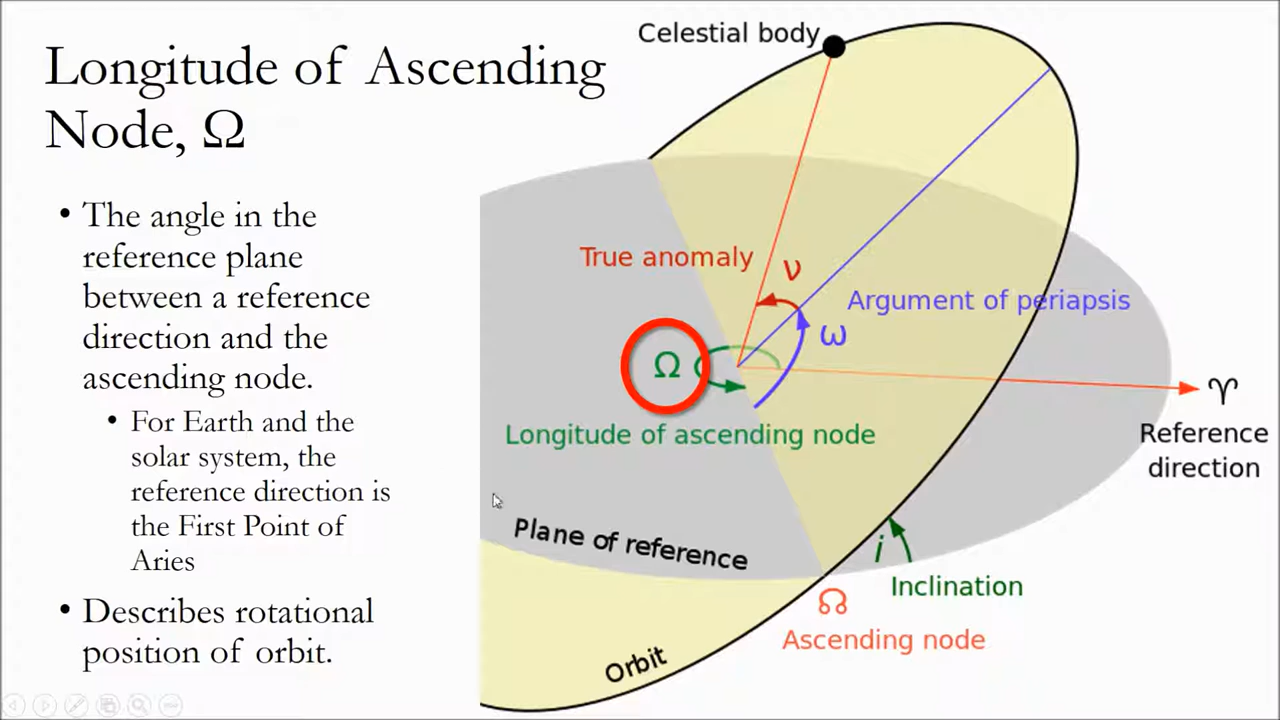 Longitude of Ascending
Node, Ω
• The angle in the
reference plane
between a reference
direction and the
ascending node.
• For Earth and the
solar system, the
reference direction is
the First Point of
Aries
• Describes rotational
position of orbit.
Celestial body
True anomaly
ν
Argument of periapsis
ω
Ω
Longitude of ascending node
♈
Reference
direction
Plane of reference
i
Inclination
☊
Ascending node
Orbit